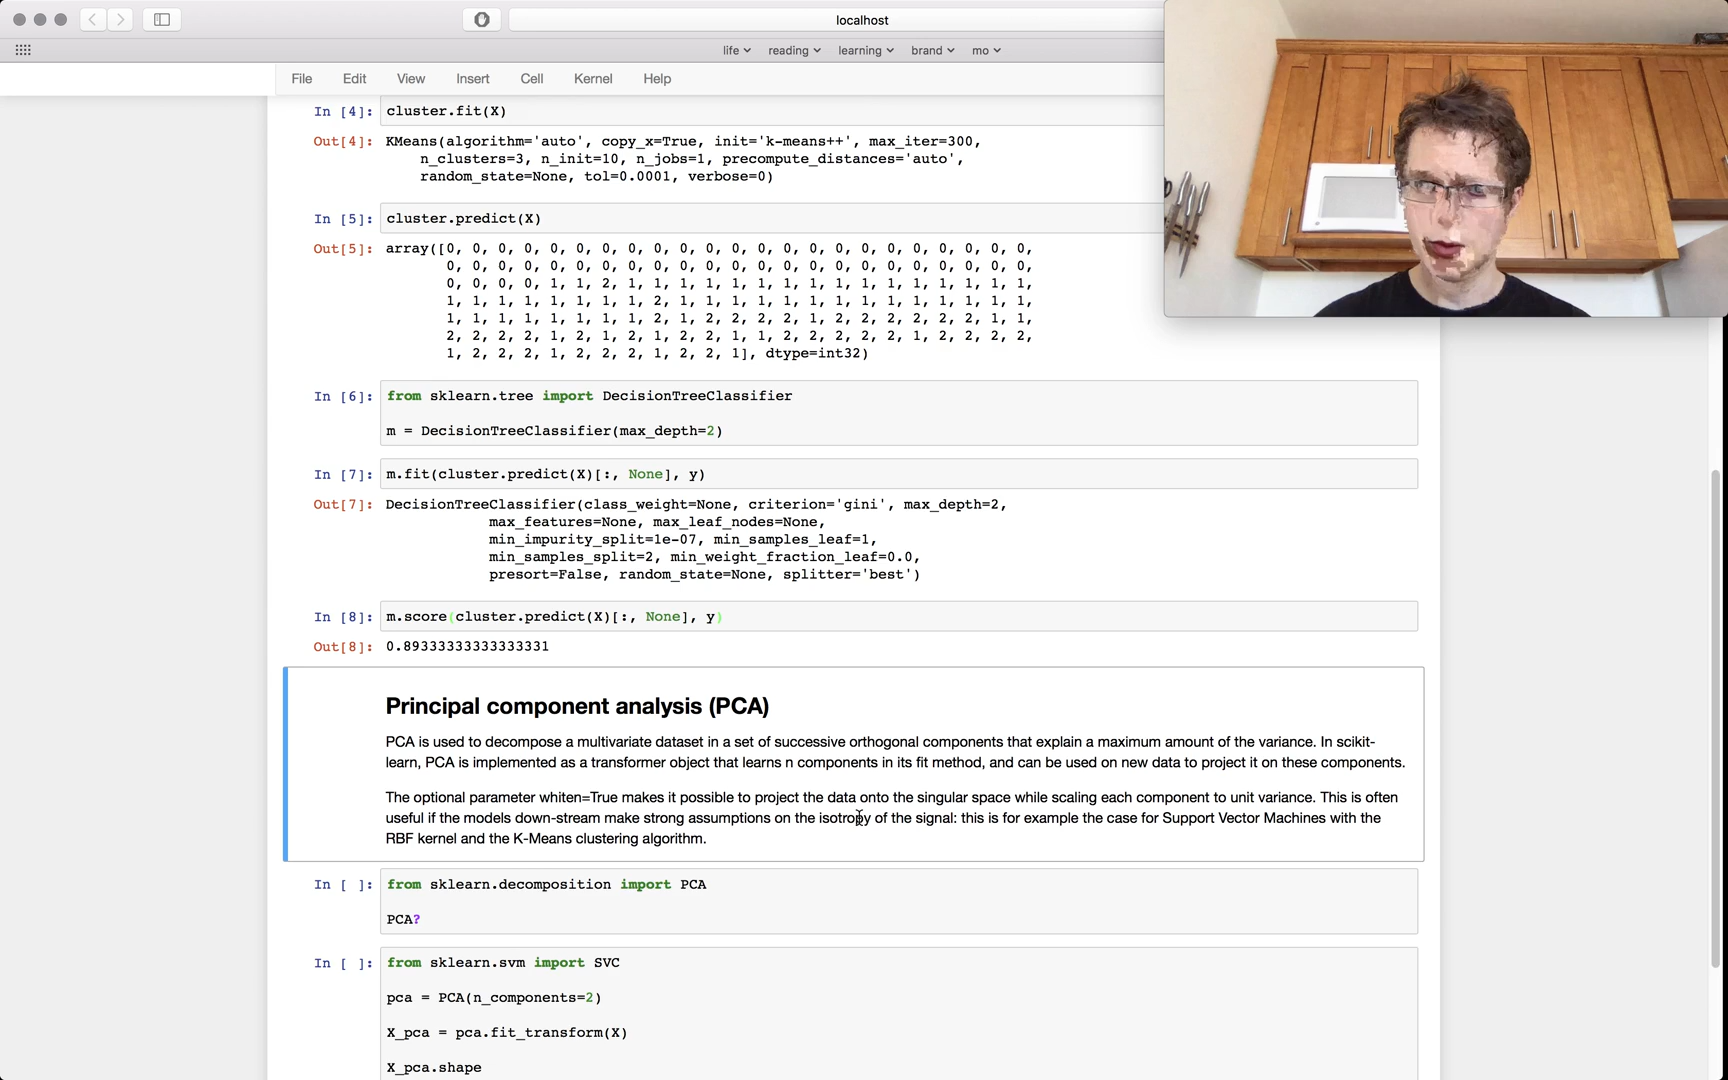 localhost
life reading learning brand mo
File Edit View Insert Cell Kernel Help
In [4]: cluster.fit(X)
Out[4]: KMeans(algorithm='auto', copy_x=True, init='k-means++', max_iter=300,
n_clusters=3, n_init=10, n_jobs=1, precompute_distances='auto',
random_state=None, tol=0.0001, verbose=0)
In [5]: cluster.predict(X)
Out[5]: array([0, 0, 0, 0, 0, 0, 0, 0, 0, 0, 0, 0, 0, 0, 0, 0, 0, 0, 0, 0, 0, 0, 0,
0, 0, 0, 0, 0, 0, 0, 0, 0, 0, 0, 0, 0, 0, 0, 0, 0, 0, 0, 0, 0, 0, 0,
0, 0, 0, 0, 1, 1, 2, 1, 1, 1, 1, 1, 1, 1, 1, 1, 1, 1, 1, 1, 1, 1, 1,
1, 1, 1, 1, 1, 1, 1, 1, 2, 1, 1, 1, 1, 1, 1, 1, 1, 1, 1, 1, 1, 1, 1,
1, 1, 1, 1, 1, 1, 1, 1, 2, 1, 2, 2, 2, 2, 1, 2, 2, 2, 2, 2, 2, 1, 1,
2, 2, 2, 2, 1, 2, 1, 2, 1, 2, 2, 1, 1, 2, 2, 2, 2, 2, 1, 2, 2, 2, 2,
1, 2, 2, 2, 1, 2, 2, 2, 1, 2, 2, 1], dtype=int32)
In [6]: from sklearn.tree import DecisionTreeClassifier
m = DecisionTreeClassifier(max_depth=2)
In [7]: m.fit(cluster.predict(X)[:, None], y)
Out[7]: DecisionTreeClassifier(class_weight=None, criterion='gini', max_depth=2,
max_features=None, max_leaf_nodes=None,
min_impurity_split=1e-07, min_samples_leaf=1,
min_samples_split=2, min_weight_fraction_leaf=0.0,
presort=False, random_state=None, splitter='best')
In [8]: m.score(cluster.predict(X)[:, None], y)
Out[8]: 0.89333333333333331
Principal component analysis (PCA)
PCA is used to decompose a multivariate dataset in a set of successive orthogonal components that explain a maximum amount of the variance. In scikit-
learn, PCA is implemented as a transformer object that learns n components in its fit method, and can be used on new data to project it on these components.
The optional parameter whiten=True makes it possible to project the data onto the singular space while scaling each component to unit variance. This is often
useful if the models down-stream make strong assumptions on the isotropy of the signal: this is for example the case for Support Vector Machines with the
RBF kernel and the K-Means clustering algorithm.
In [ ]: from sklearn.decomposition import PCA
PCA?
In [ ]: from sklearn.svm import SVC
pca = PCA(n_components=2)
X_pca = pca.fit_transform(X)
X_pca.shape